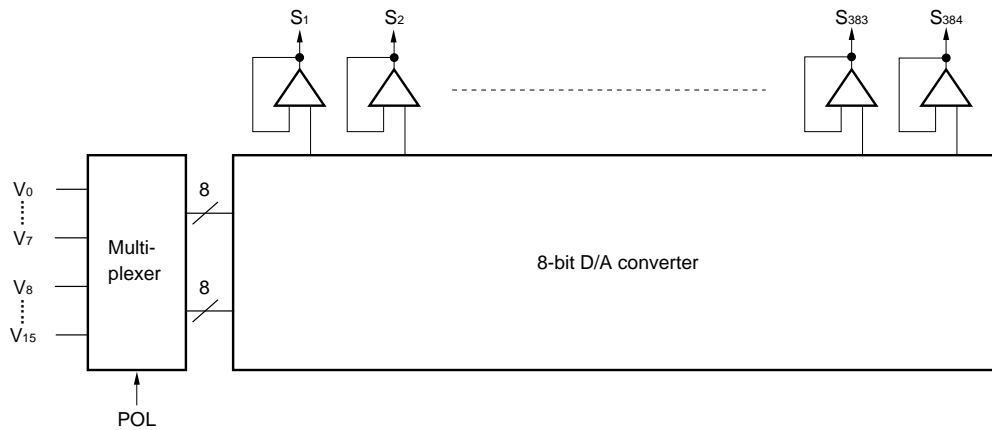 S1 S2 S383 S384
V0
V7
V8
V15
8
8
Multi-
plexer
8-bit D/A converter
POL